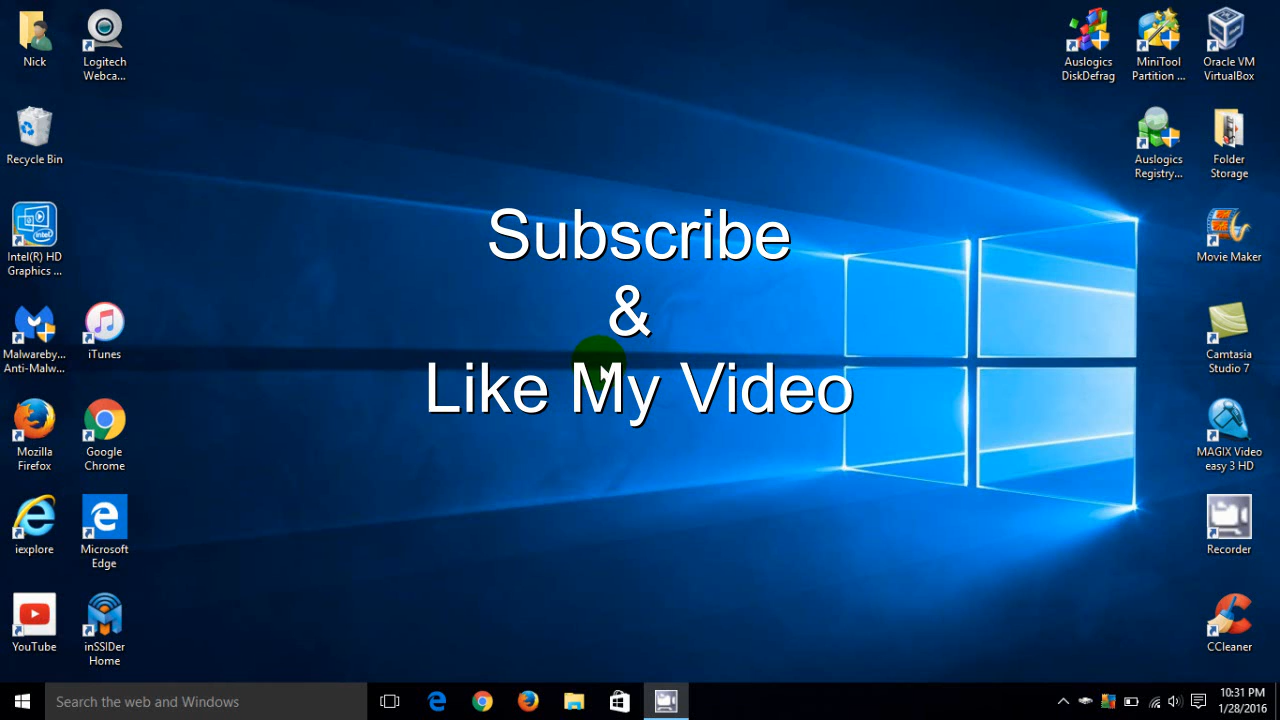 Nick
Logitech
Webca...
Auslogics
DiskDefrag
MiniTool
Partition ...
Oracle VM
VirtualBox
Recycle Bin
Auslogics
Registry...
Folder
Storage
Intel(R) HD
Graphics ...
Subscribe
&
Like My Video
Movie Maker
Malwareby...
Anti-Malw...
iTunes
Camtasia
Studio 7
Mozilla
Firefox
Google
Chrome
MAGIX Video
easy 3 HD
iexplore
Microsoft
Edge
Recorder
YouTube
inSSIDer
Home
CCleaner
Search the web and Windows
10:31 PM
1/28/2016